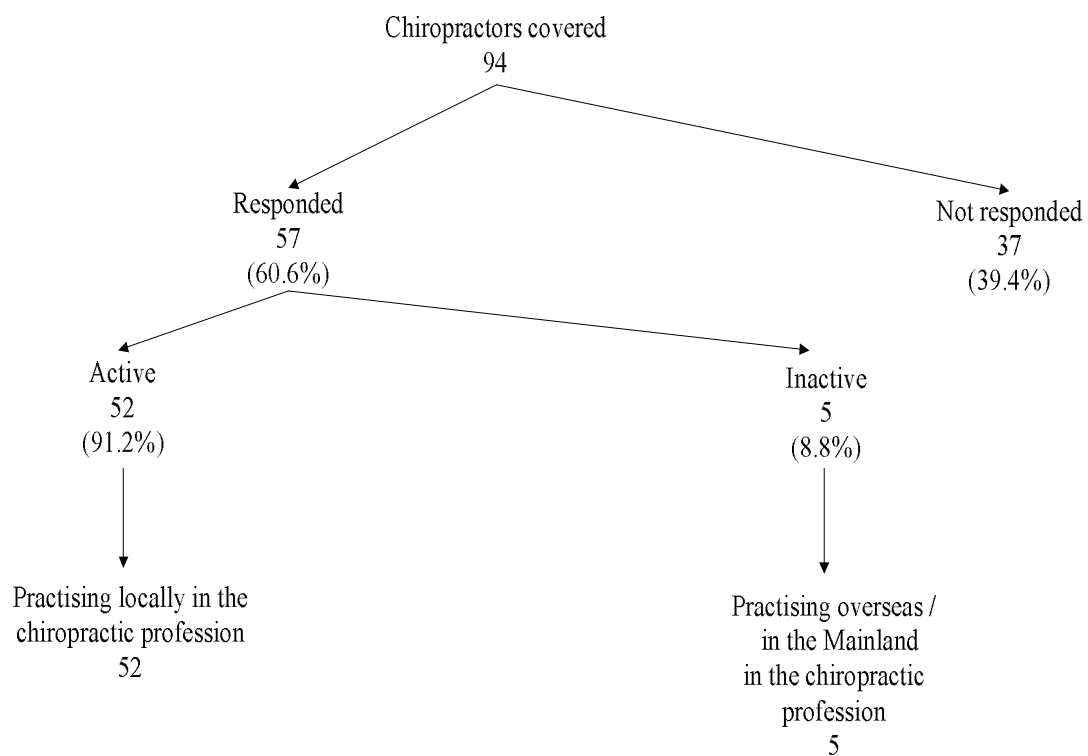 Chiropractors covered
94
Responded
57
(60.6%)
Not responded
37
(39.4%)
Active
52
(91.2%)
Inactive
5
(8.8%)
Practising locally in the
chiropractic profession
52
Practising overseas /
in the Mainland
in the chiropractic
profession
5